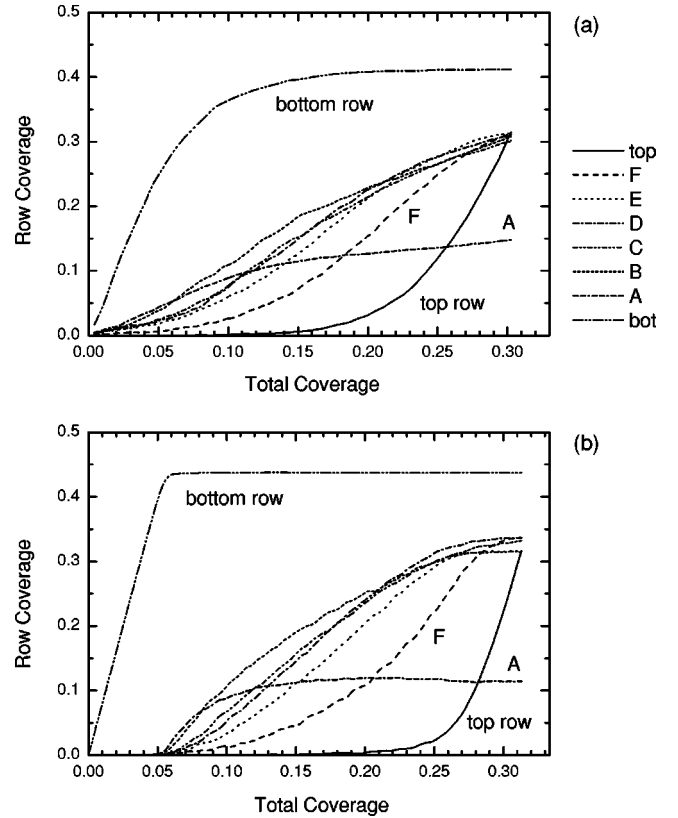 (a)
0.5
0.4
0.3
0.2
0.1
0.0
Row Coverage
bottom row
F
A
top row
0.00 0.05 0.10 0.15 0.20 0.25 0.30
Total Coverage
top
F
E
D
C
B
A
bot
(b)
0.5
0.4
0.3
0.2
0.1
0.0
Row Coverage
bottom row
F
A
top row
0.00 0.05 0.10 0.15 0.20 0.25 0.30
Total Coverage